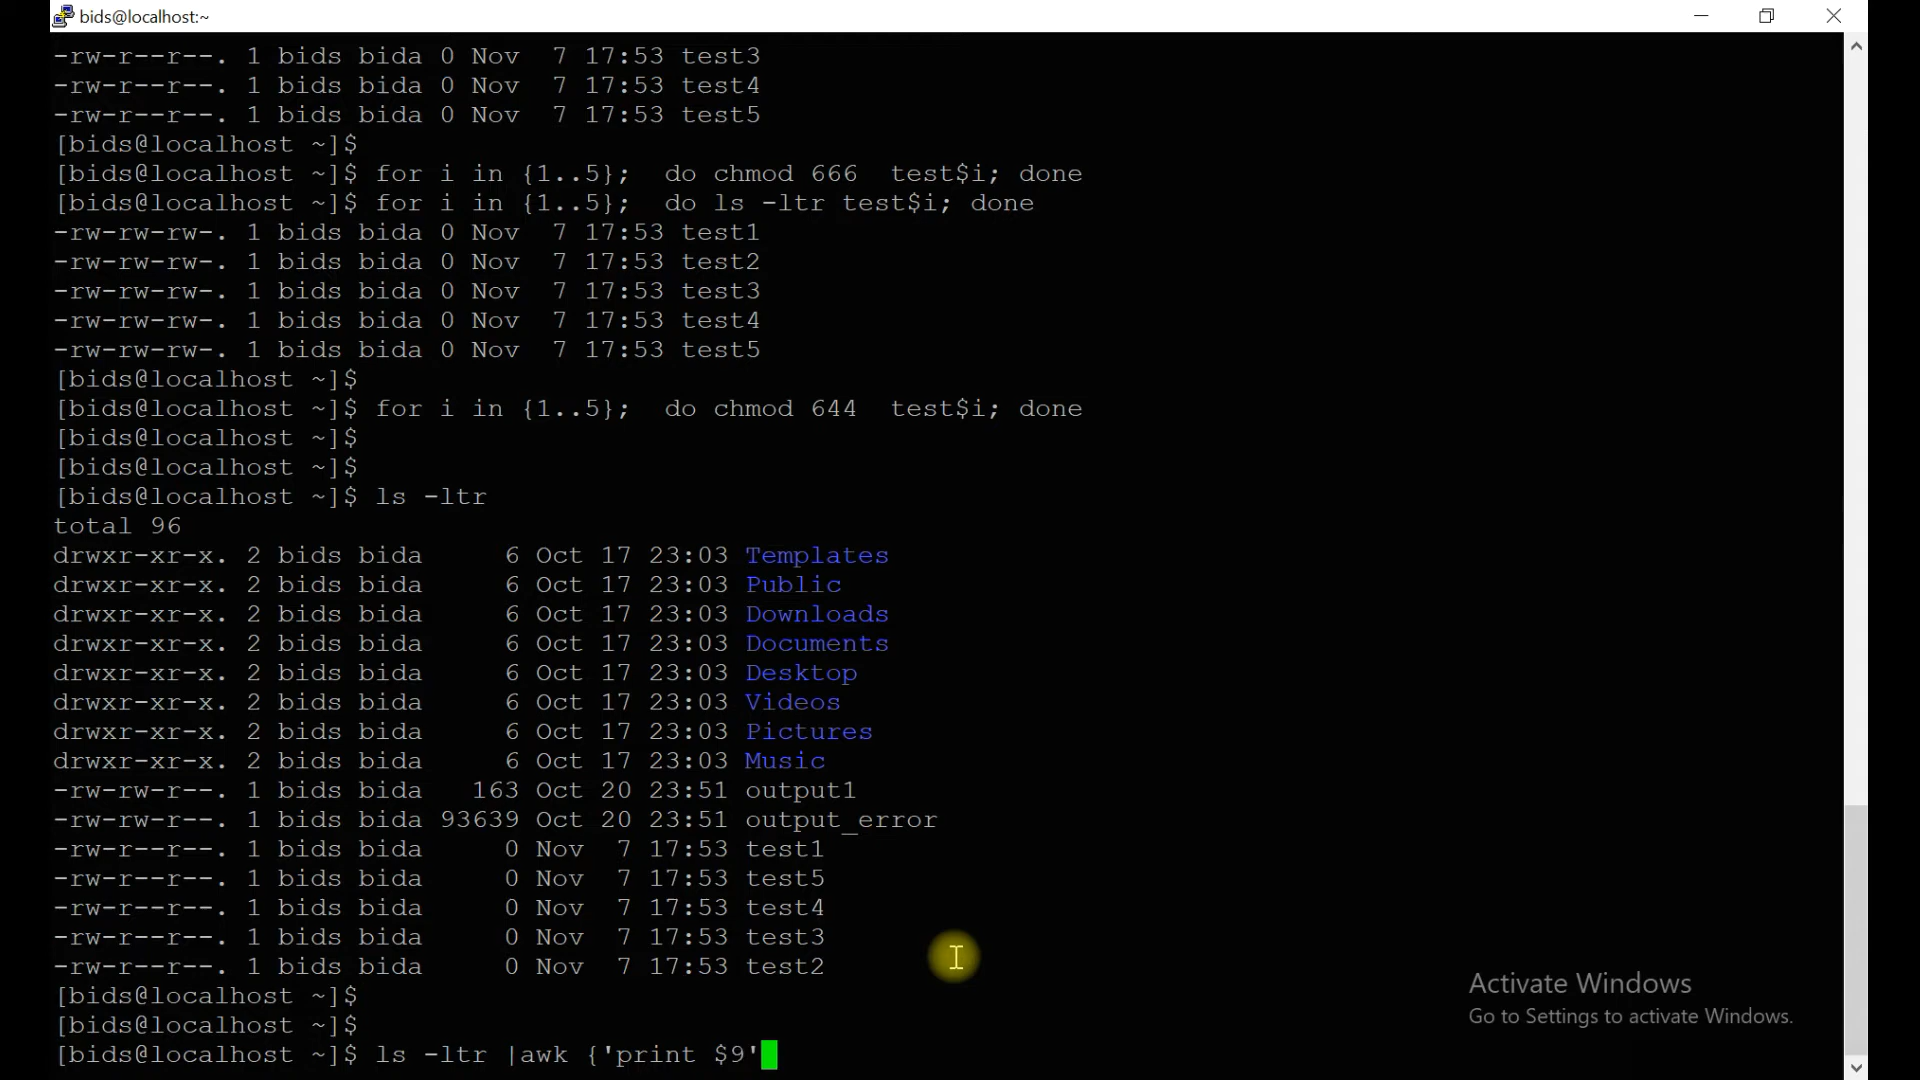 bids@localhost:~
-rw-r--r--. 1 bids bida 0 Nov  7 17:53 test3
-rw-r--r--. 1 bids bida 0 Nov  7 17:53 test4
-rw-r--r--. 1 bids bida 0 Nov  7 17:53 test5
[bids@localhost ~]$
[bids@localhost ~]$ for i in {1..5};  do chmod 666  test$i; done
[bids@localhost ~]$ for i in {1..5};  do ls -ltr test$i; done
-rw-rw-rw-. 1 bids bida 0 Nov  7 17:53 test1
-rw-rw-rw-. 1 bids bida 0 Nov  7 17:53 test2
-rw-rw-rw-. 1 bids bida 0 Nov  7 17:53 test3
-rw-rw-rw-. 1 bids bida 0 Nov  7 17:53 test4
-rw-rw-rw-. 1 bids bida 0 Nov  7 17:53 test5
[bids@localhost ~]$
[bids@localhost ~]$ for i in {1..5};  do chmod 644  test$i; done
[bids@localhost ~]$
[bids@localhost ~]$
[bids@localhost ~]$ ls -ltr
total 96
drwxr-xr-x. 2 bids bida     6 Oct 17 23:03 Templates
drwxr-xr-x. 2 bids bida     6 Oct 17 23:03 Public
drwxr-xr-x. 2 bids bida     6 Oct 17 23:03 Downloads
drwxr-xr-x. 2 bids bida     6 Oct 17 23:03 Documents
drwxr-xr-x. 2 bids bida     6 Oct 17 23:03 Desktop
drwxr-xr-x. 2 bids bida     6 Oct 17 23:03 Videos
drwxr-xr-x. 2 bids bida     6 Oct 17 23:03 Pictures
drwxr-xr-x. 2 bids bida     6 Oct 17 23:03 Music
-rw-rw-r--. 1 bids bida   163 Oct 20 23:51 output1
-rw-rw-r--. 1 bids bida 93639 Oct 20 23:51 output_error
-rw-r--r--. 1 bids bida     0 Nov  7 17:53 test1
-rw-r--r--. 1 bids bida     0 Nov  7 17:53 test5
-rw-r--r--. 1 bids bida     0 Nov  7 17:53 test4
-rw-r--r--. 1 bids bida     0 Nov  7 17:53 test3
-rw-r--r--. 1 bids bida     0 Nov  7 17:53 test2
[bids@localhost ~]$
[bids@localhost ~]$
[bids@localhost ~]$ ls -ltr |awk {'print $9'
Activate Windows
Go to Settings to activate Windows.